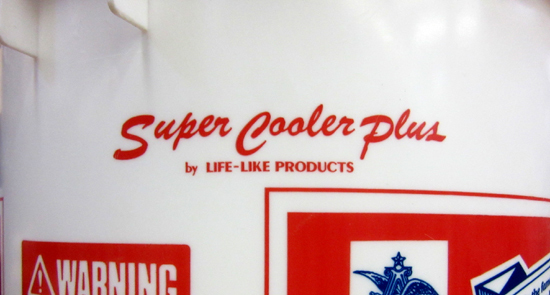 Super Cooler Plus
by LIFE-LIKE PRODUCTS
WARNING